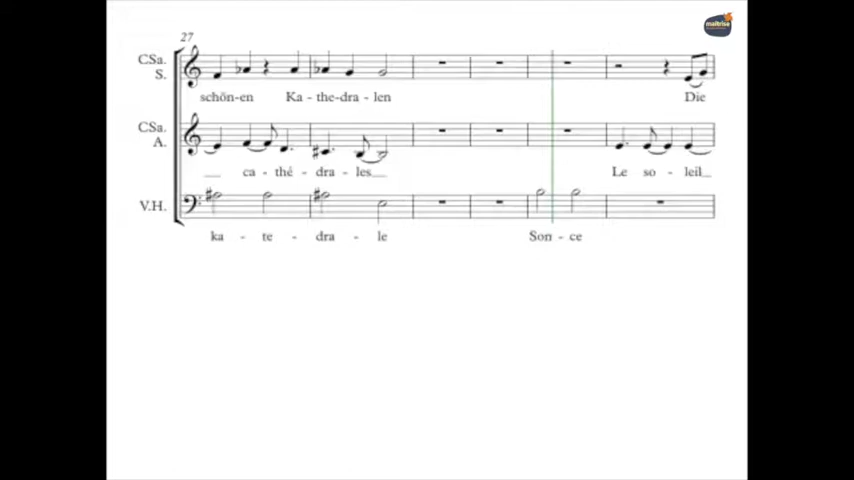 maîtrise
27
CSa.
S.
schön-en Ka - the-dra - len Die
CSa.
A.
ca - thé - dra - les Le so - leil
V.H.
ka - te - dra - le Son - ce